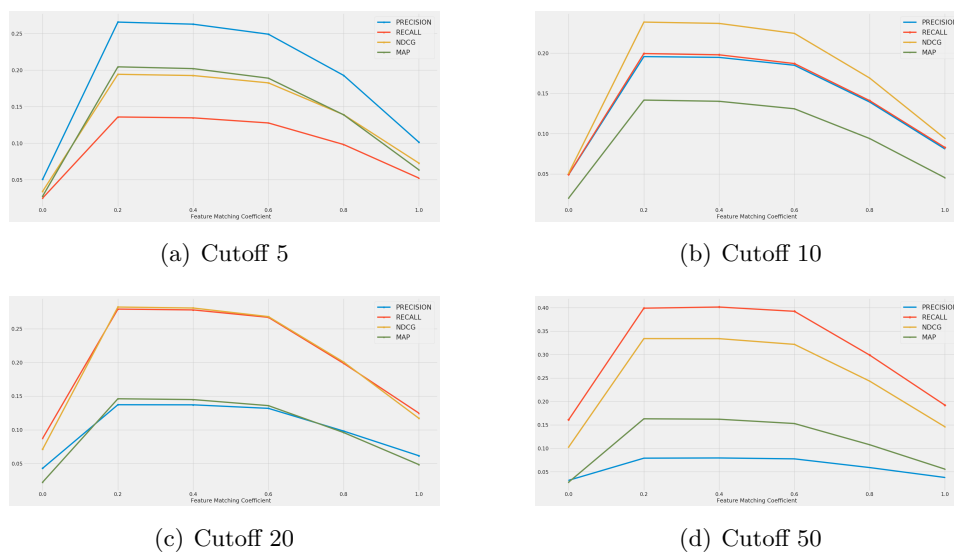 PRECISION
RECALL
NDCG
MAP
0.25
0.20
0.15
0.10
0.05
0.0 0.2 0.4 0.6 0.8 1.0
Feature Matching Coefficient
(a) Cutoff 5
PRECISION
RECALL
NDCG
MAP
0.20
0.15
0.10
0.05
0.0 0.2 0.4 0.6 0.8 1.0
Feature Matching Coefficient
(b) Cutoff 10
PRECISION
RECALL
NDCG
MAP
0.25
0.20
0.15
0.10
0.05
0.0 0.2 0.4 0.6 0.8 1.0
Feature Matching Coefficient
(c) Cutoff 20
PRECISION
RECALL
NDCG
MAP
0.40
0.35
0.30
0.25
0.20
0.15
0.10
0.05
0.0 0.2 0.4 0.6 0.8 1.0
Feature Matching Coefficient
(d) Cutoff 50